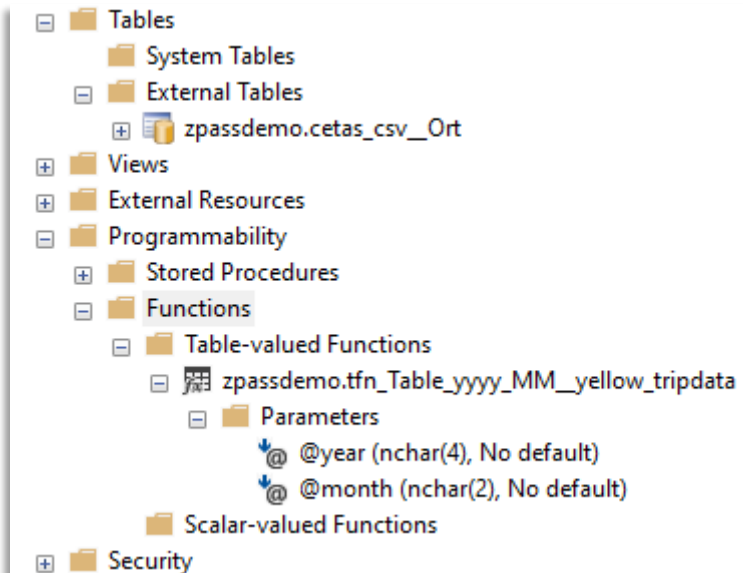 Tables
System Tables
External Tables
zpassdemo.cetas_csv__Ort
Views
External Resources
Programmability
Stored Procedures
Functions
Table-valued Functions
zpassdemo.tfn_Table_yyyy_MM__yellow_tripdata
Parameters
@year (nchar(4), No default)
@month (nchar(2), No default)
Scalar-valued Functions
Security